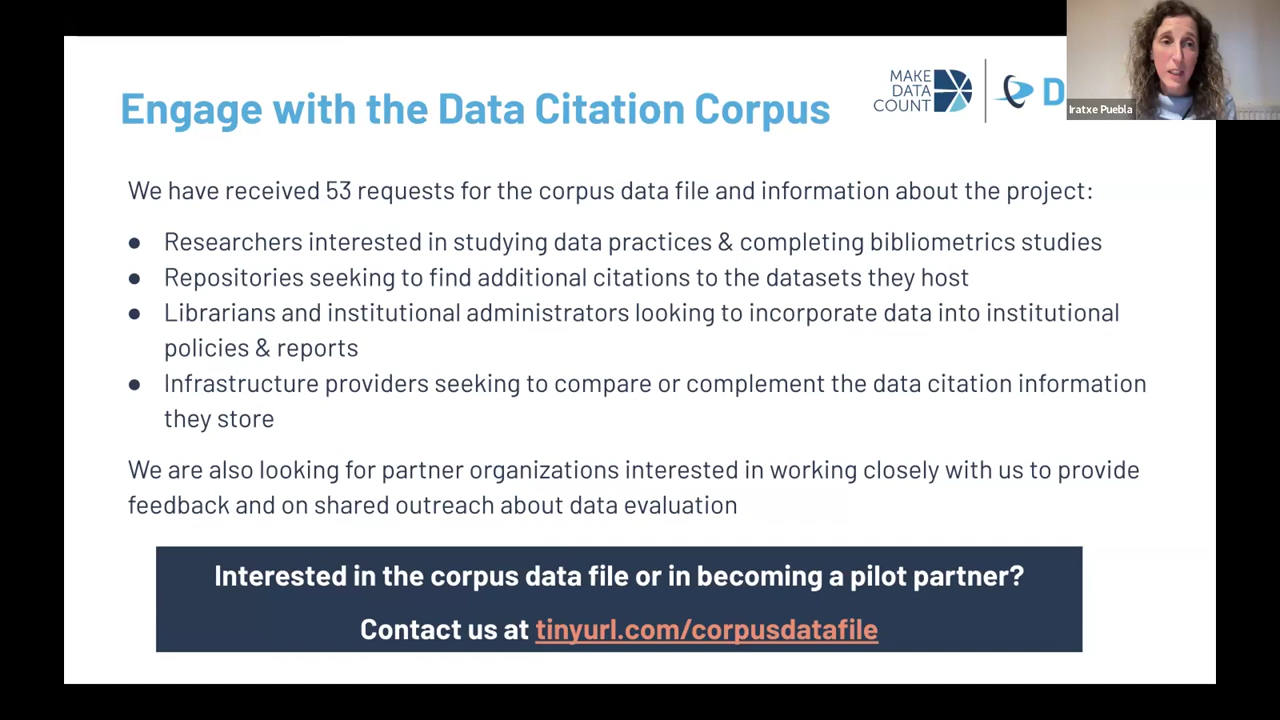 Engage with the Data Citation Corpus
MAKE
DATA
COUNT
D
Iratxe Puebla
We have received 53 requests for the corpus data file and information about the project:
● Researchers interested in studying data practices & completing bibliometrics studies
● Repositories seeking to find additional citations to the datasets they host
● Librarians and institutional administrators looking to incorporate data into institutional
policies & reports
● Infrastructure providers seeking to compare or complement the data citation information
they store
We are also looking for partner organizations interested in working closely with us to provide
feedback and on shared outreach about data evaluation
Interested in the corpus data file or in becoming a pilot partner?
Contact us at tinyurl.com/corpusdatafile